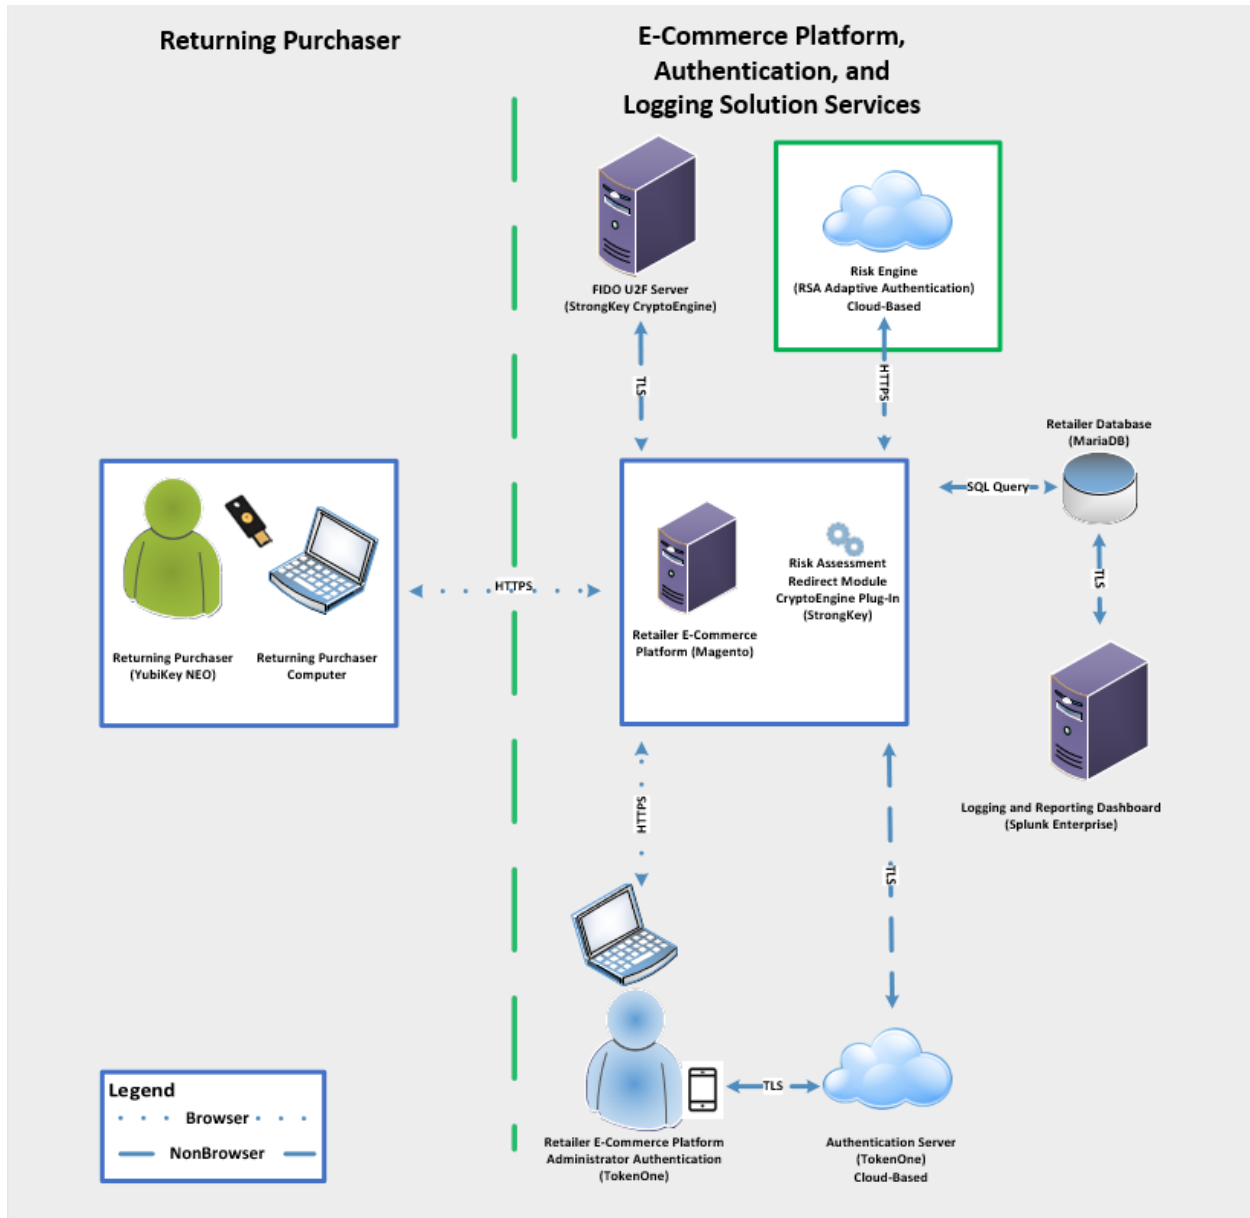 Returning Purchaser
E-Commerce Platform,
Authentication, and
Logging Solution Services
FIDO U2F Server
(StrongKey CryptoEngine)
Risk Engine
(RSA Adaptive Authentication)
Cloud-Based
TLS
HTTPS
Retailer Database
(MariaDB)
SQL Query
TLS
Returning Purchaser
(YubiKey NEO)
Returning Purchaser
Computer
HTTPS
Retailer E-Commerce
Platform (Magento)
Risk Assessment
Redirect Module
CryptoEngine Plug-In
(StrongKey)
Logging and Reporting Dashboard
(Splunk Enterprise)
HTTPS
TLS
TLS
Retailer E-Commerce Platform
Administrator Authentication
(TokenOne)
Authentication Server
(TokenOne)
Cloud-Based
Legend
Browser
NonBrowser